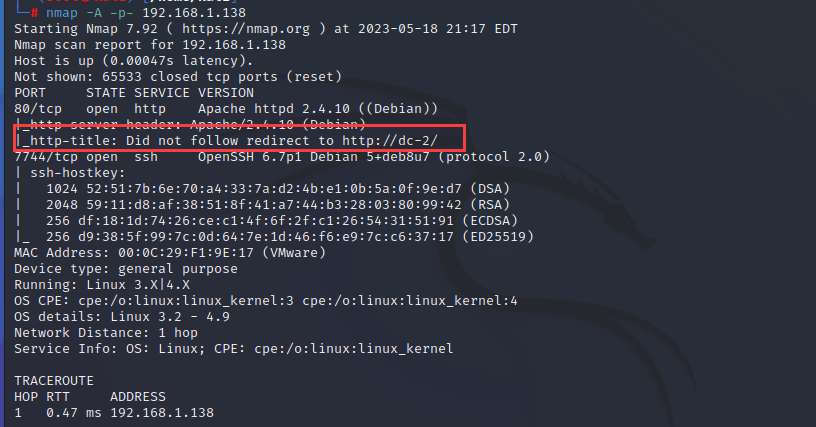 └─# nmap -A -p- 192.168.1.138
Starting Nmap 7.92 ( https://nmap.org ) at 2023-05-18 21:17 EDT
Nmap scan report for 192.168.1.138
Host is up (0.00047s latency).
Not shown: 65533 closed tcp ports (reset)
PORT     STATE SERVICE VERSION
80/tcp   open  http    Apache httpd 2.4.10 ((Debian))
|_http-server-header: Apache/2.4.10 (Debian)
|_http-title: Did not follow redirect to http://dc-2/
7744/tcp open  ssh     OpenSSH 6.7p1 Debian 5+deb8u7 (protocol 2.0)
| ssh-hostkey:
|   1024 52:51:7b:6e:70:a4:33:7a:d2:4b:e1:0b:5a:0f:9e:d7 (DSA)
|   2048 59:11:d8:af:38:51:8f:41:a7:44:b3:28:03:80:99:42 (RSA)
|   256 df:18:1d:74:26:ce:c1:4f:6f:2f:c1:26:54:31:51:91 (ECDSA)
|_  256 d9:38:5f:99:7c:0d:64:7e:1d:46:f6:e9:7c:c6:37:17 (ED25519)
MAC Address: 00:0C:29:F1:9E:17 (VMware)
Device type: general purpose
Running: Linux 3.X|4.X
OS CPE: cpe:/o:linux:linux_kernel:3 cpe:/o:linux:linux_kernel:4
OS details: Linux 3.2 - 4.9
Network Distance: 1 hop
Service Info: OS: Linux; CPE: cpe:/o:linux:linux_kernel
TRACEROUTE
HOP RTT     ADDRESS
1   0.47 ms 192.168.1.138